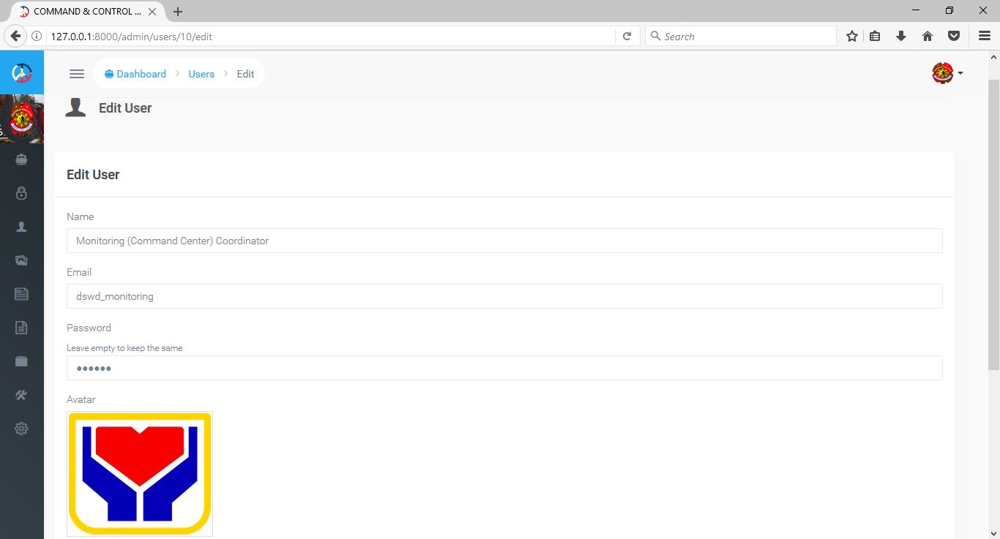 COMMAND & CONTROL ...
127.0.0.1:8000/admin/users/10/edit
Search
Dashboard > Users > Edit
Edit User
Edit User
Name
Monitoring (Command Center) Coordinator
Email
dswd_monitoring
Password
Leave empty to keep the same
••••••
Avatar